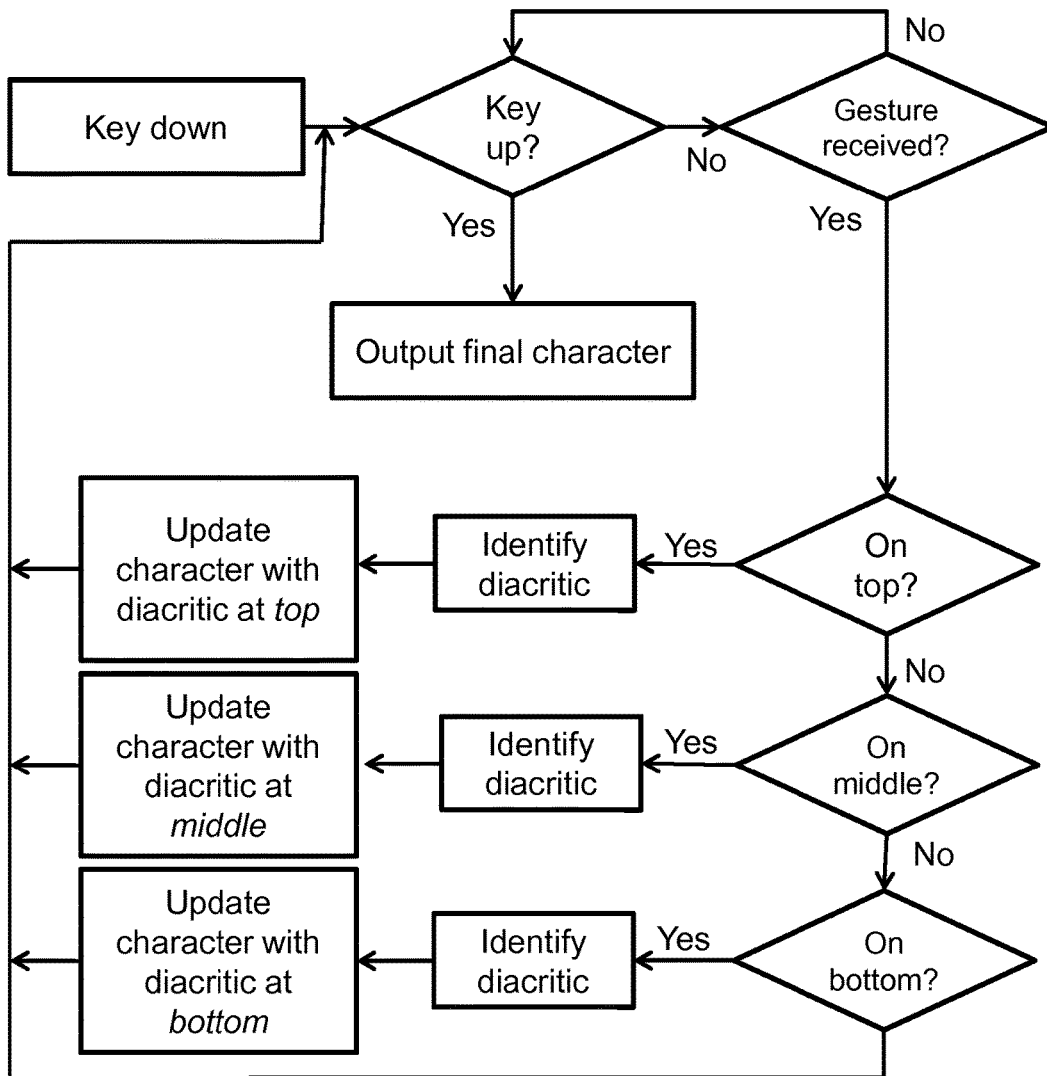 No
Key down
Key
up?
Gesture
received?
No
Yes
Yes
Output final character
Update
character with
diacritic at top
Identify
diacritic
Yes
On
top?
No
Update
character with
diacritic at
middle
Identify
diacritic
Yes
On
middle?
No
Update
character with
diacritic at
bottom
Identify
diacritic
Yes
On
bottom?